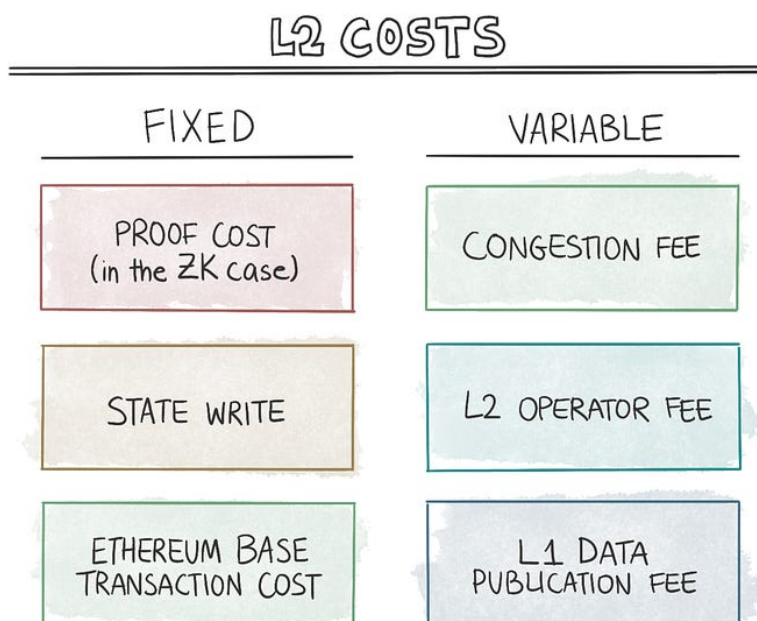 L2 COSTS
FIXED
PROOF COST
(in the ZK case)
STATE WRITE
ETHEREUM BASE
TRANSACTION COST
VARIABLE
CONGESTION FEE
L2 OPERATOR FEE
L1 DATA
PUBLICATION FEE